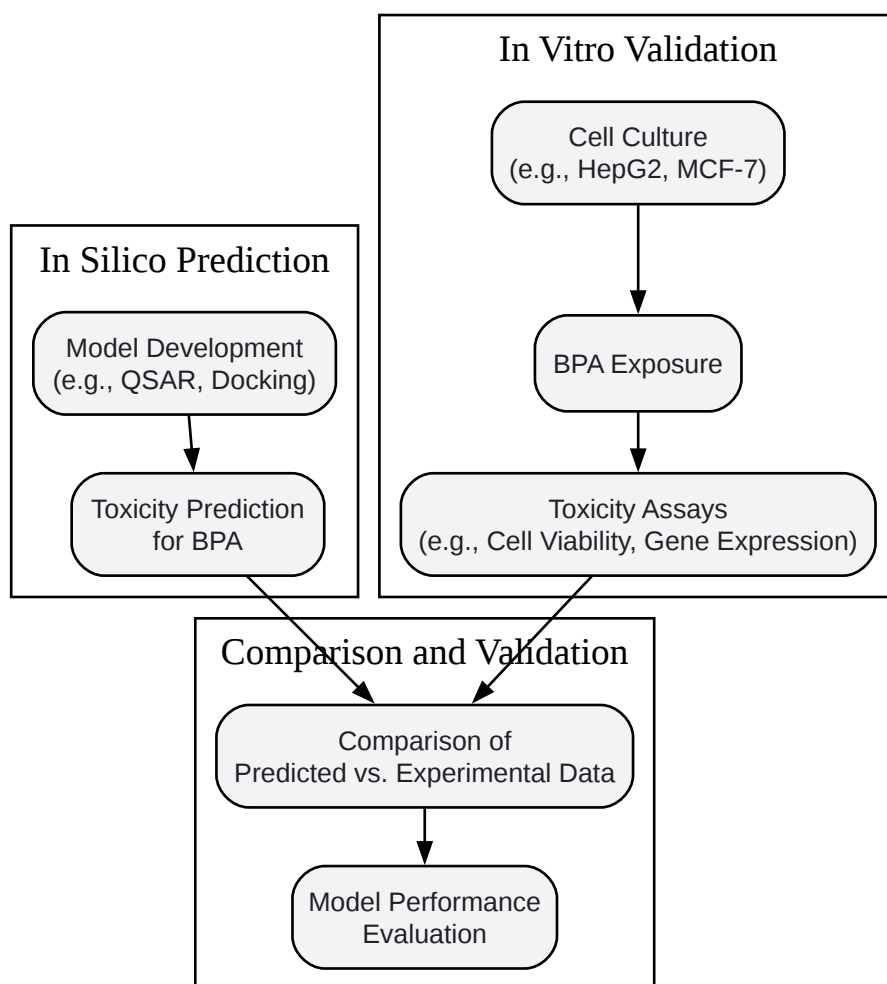 In Vitro Validation
Cell Culture
(e.g., HepG2, MCF-7)
BPA Exposure
Toxicity Assays
(e.g., Cell Viability, Gene Expression)
In Silico Prediction
Model Development
(e.g., QSAR, Docking)
Toxicity Prediction
for BPA
Comparison and Validation
Comparison of
Predicted vs. Experimental Data
Model Performance
Evaluation